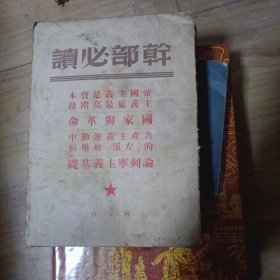 幹部必讀
帝國主義是資本
主義底最高階段
國家與革命
共產主義運動中
的「左派」幼稚病
論列寧主義基礎